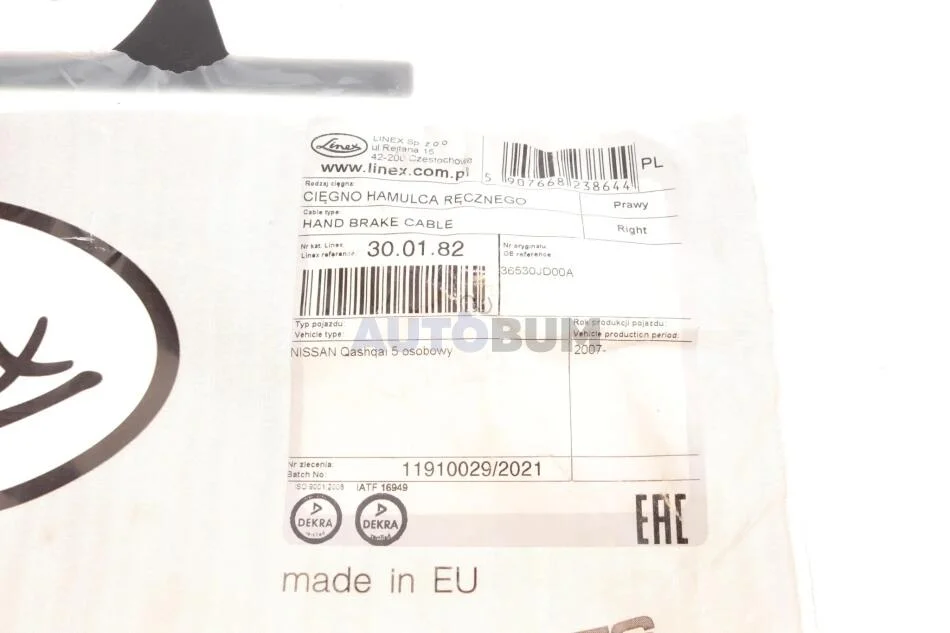 Linex
LINEX Sp. z o o
ul Rejtana 16
42-200 Częstochowa
www.linex.com.pl
5 907668 238644
PL
Rodzaj cięgna:
CIĘGNO HAMULCA RĘCZNEGO
Prawy
Cable type:
HAND BRAKE CABLE
Right
Nr kat. Linex:
Linex reference:
30.01.82
Nr oryginału:
OE reference
36530JD00A
AUTOBUM
Typ pojazdu:
Vehicle type:
Rok produkcji pojazdu:
Vehicle production period:
NISSAN Qashqai 5 osobowy
2007-
Nr zlecenia:
Batch No:
11910029/2021
ISO 9001:2008
IATF 16949
DEKRA
DEKRA
EAC
made in EU